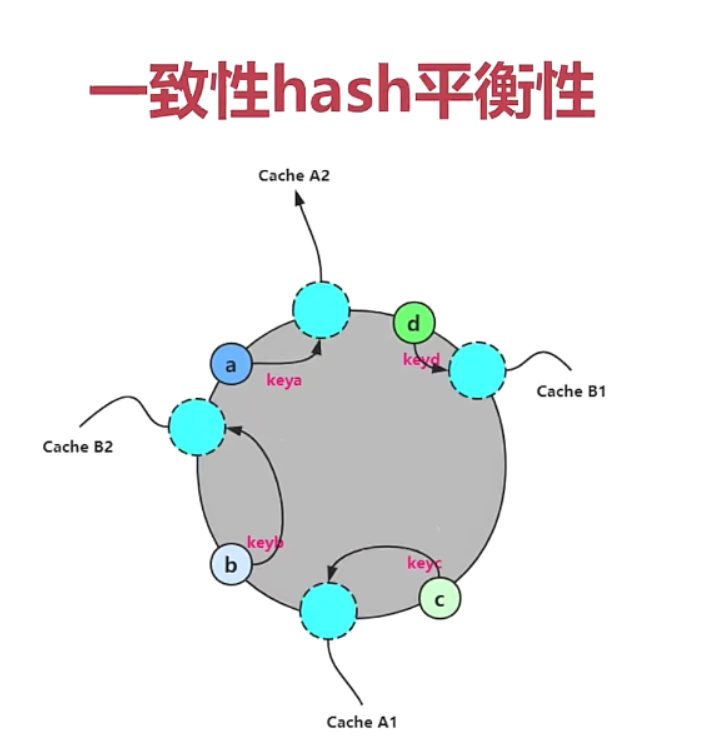 一致性hash平衡性
Cache A2
d
a
keyd
keya
Cache B1
Cache B2
keyb
b
keyc
c
Cache A1